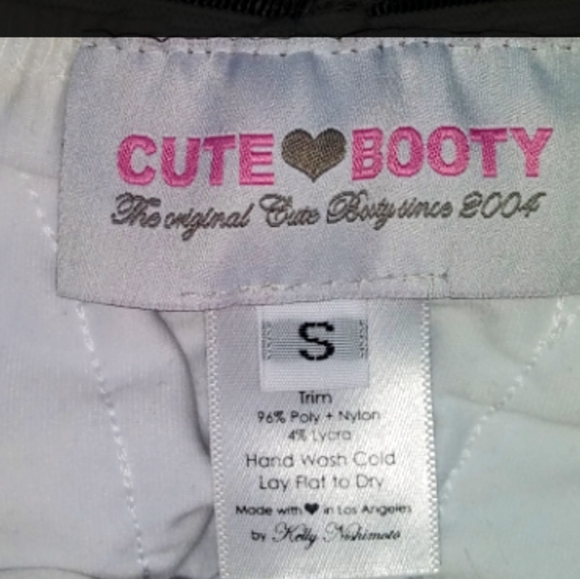 CUTE ♥ BOOTY
The original Cute Booty since 2004
S
Trim
96% Poly + Nylon
4% Lycra
Hand Wash Cold
Lay Flat to Dry
Made with ♥ in Los Angeles
by Kelly Nishimoto